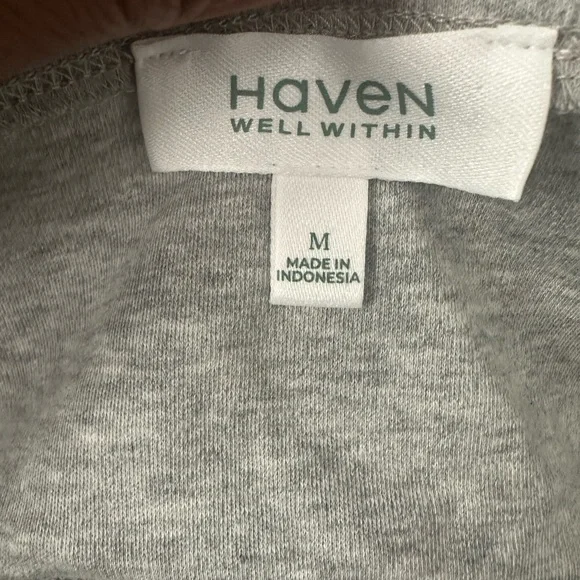 HaveN
WELL WITHIN
M
MADE IN
INDONESIA